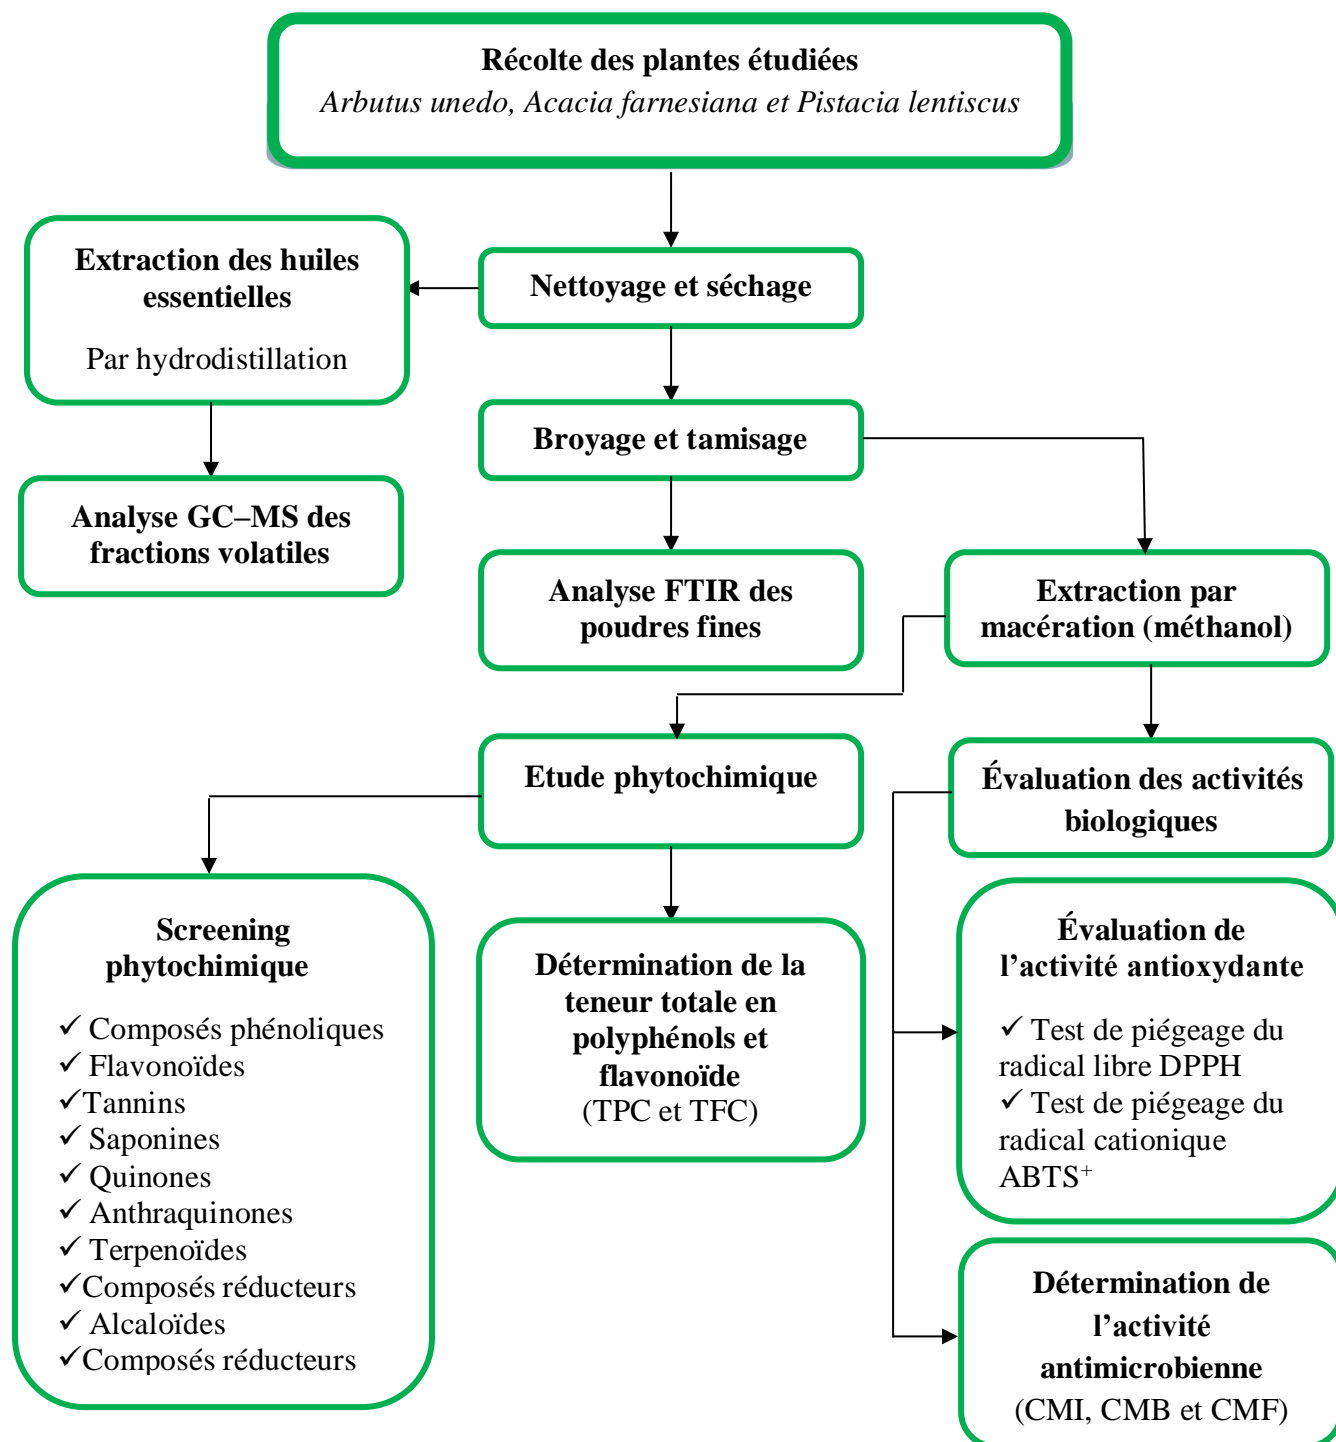 Récolte des plantes étudiées
Arbutus unedo, Acacia farnesiana et Pistacia lentiscus
Extraction des huiles
essentielles
Par hydrodistillation
Nettoyage et séchage
Broyage et tamisage
Analyse GC–MS des
fractions volatiles
Analyse FTIR des
poudres fines
Extraction par
macération (méthanol)
Etude phytochimique
Évaluation des activités
biologiques
Screening
phytochimique
✓ Composés phénoliques
✓ Flavonoïdes
✓Tannins
✓ Saponines
✓ Quinones
✓ Anthraquinones
✓ Terpenoïdes
✓Composés réducteurs
✓ Alcaloïdes
✓Composés réducteurs
Détermination de la
teneur totale en
polyphénols et
flavonoïde
(TPC et TFC)
Évaluation de
l’activité antioxydante
✓ Test de piégeage du
radical libre DPPH
✓ Test de piégeage du
radical cationique
ABTS⁺
Détermination de
l’activité
antimicrobienne
(CMI, CMB et CMF)